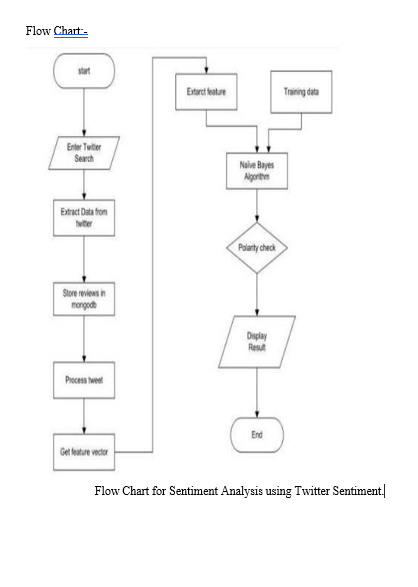 Flow Chart:-
start
Enter Twitter
Search
Extract Data from
twitter
Store reviews in
mongodb
Process tweet
Get feature vector
Extarct feature
Training data
Naïve Bayes
Algorithm
Polarity check
Display
Result
End
Flow Chart for Sentiment Analysis using Twitter Sentiment.